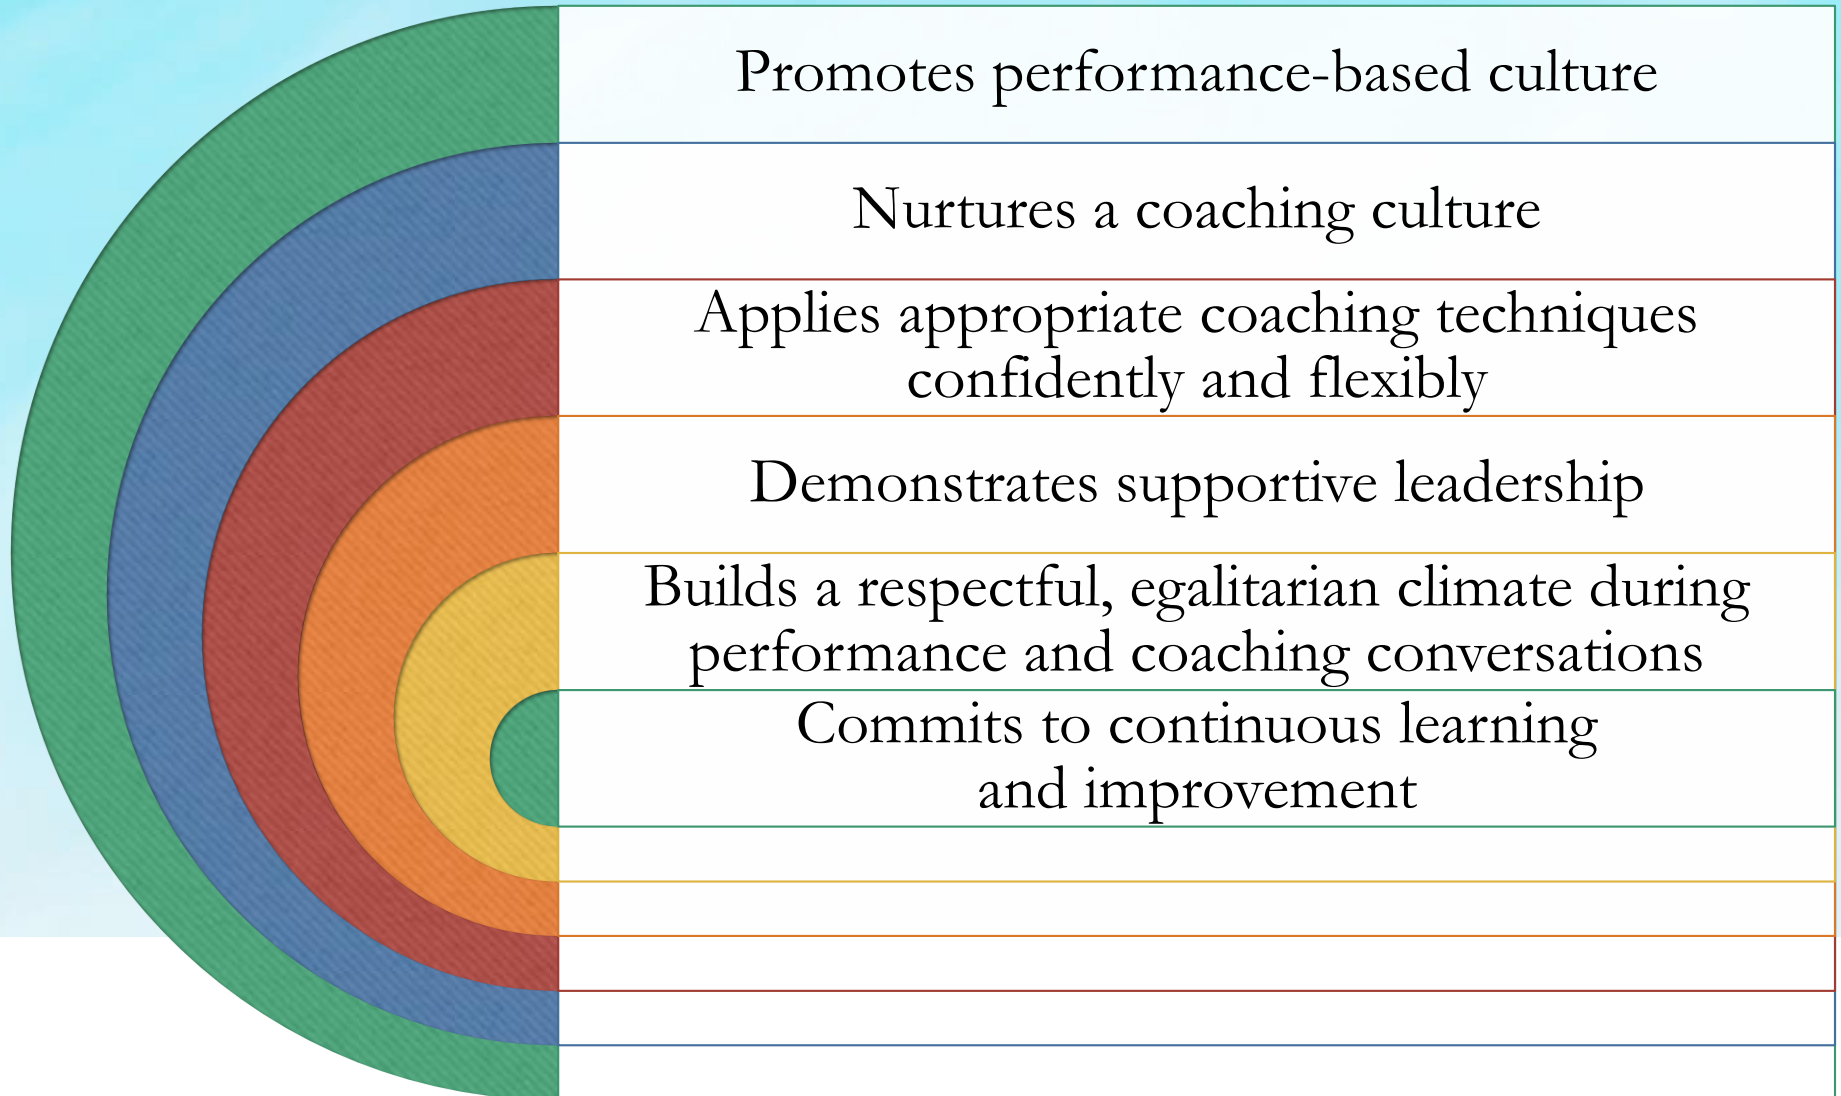 Promotes performance-based culture
Nurtures a coaching culture
Applies appropriate coaching techniques
confidently and flexibly
Demonstrates supportive leadership
Builds a respectful, egalitarian climate during
performance and coaching conversations
Commits to continuous learning
and improvement